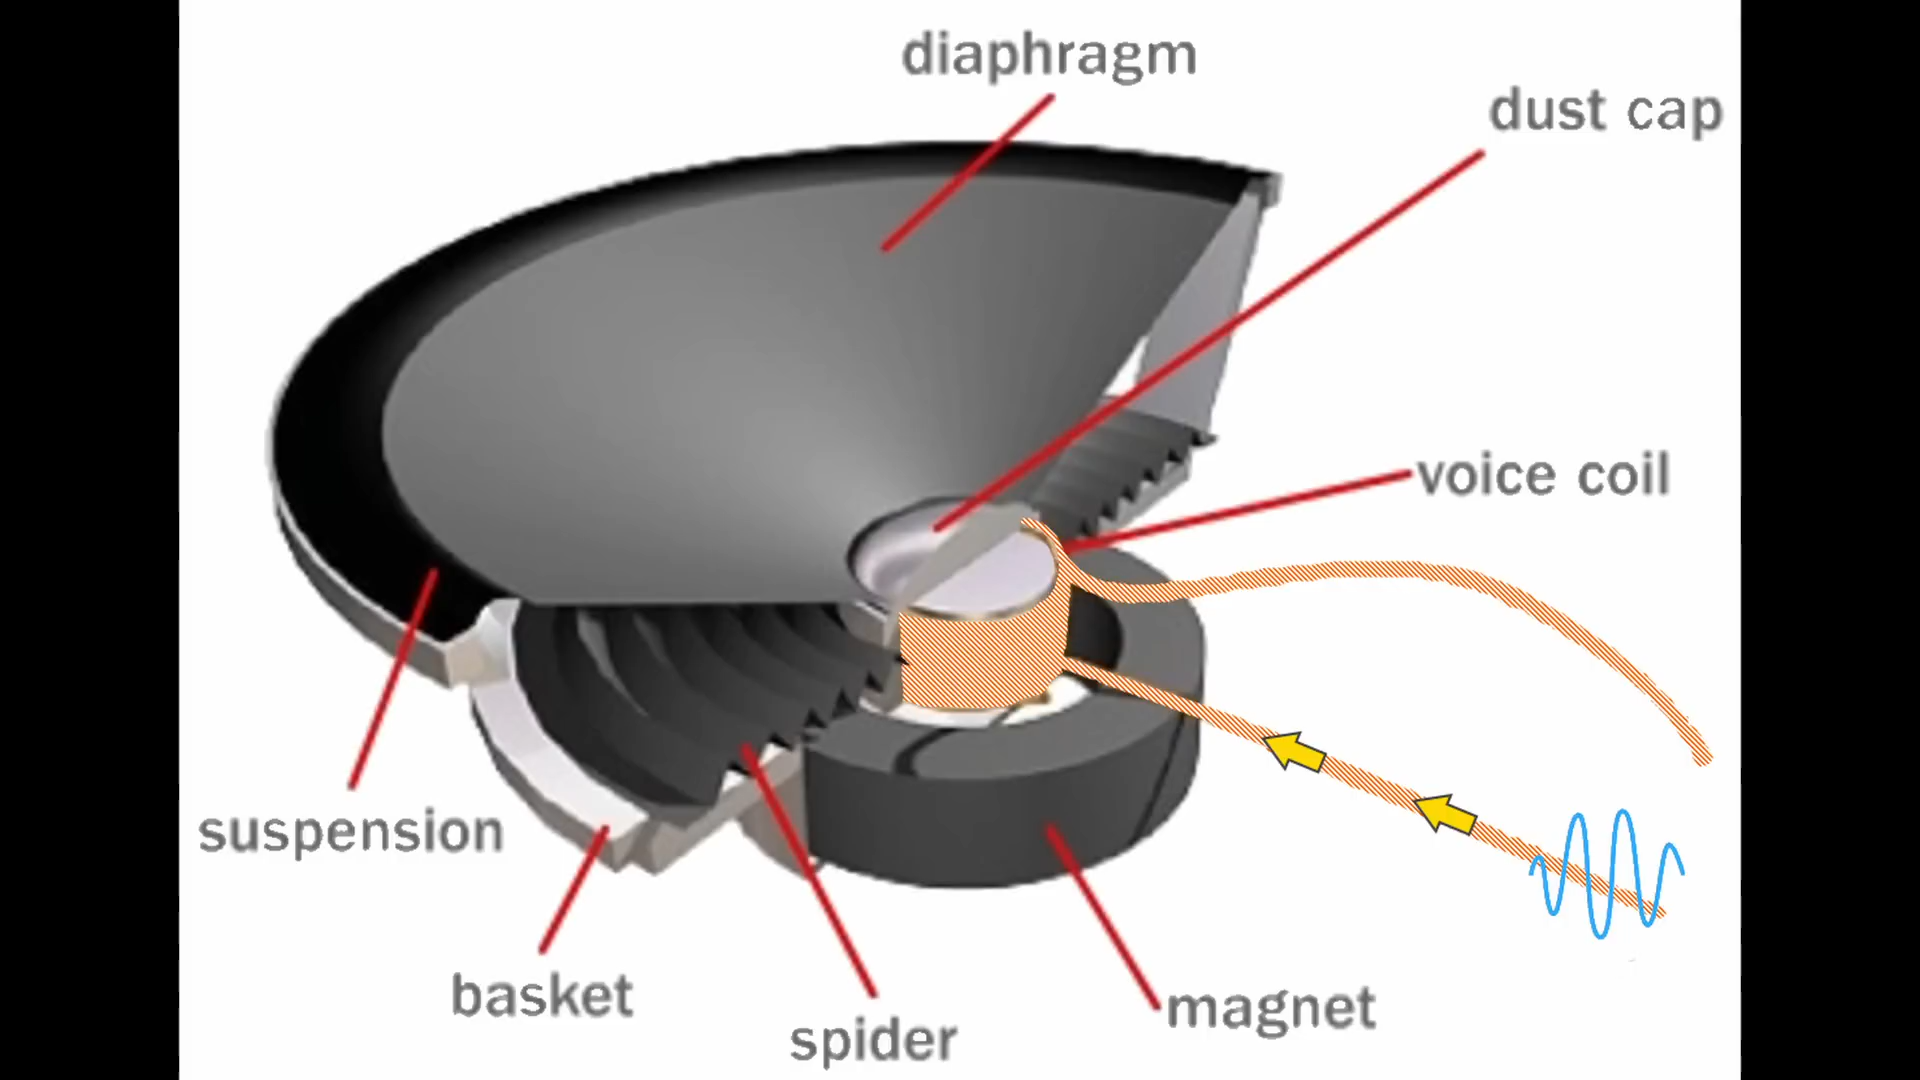 diaphragm
dust cap
voice coil
suspension
basket
spider
magnet